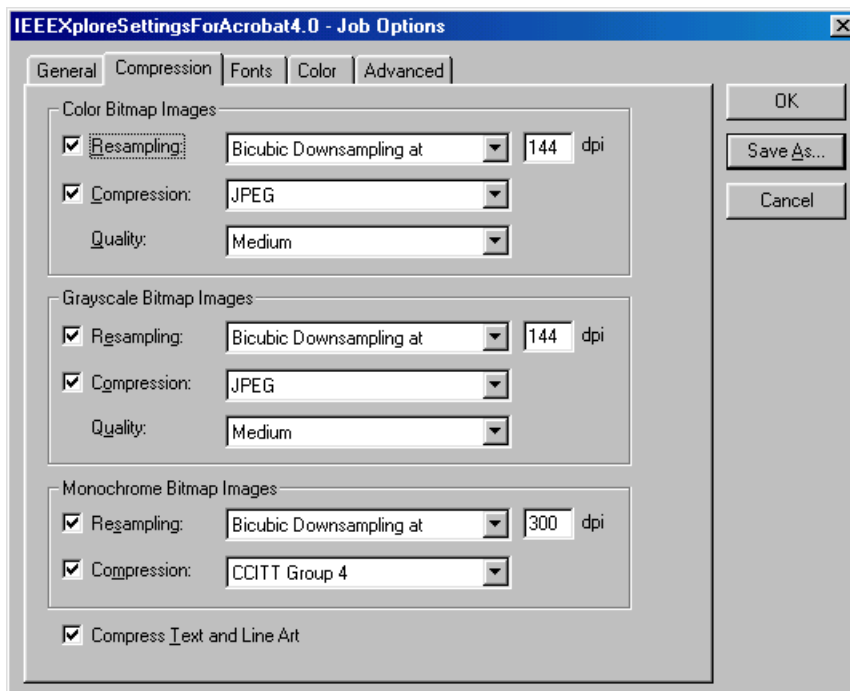 IEEEXploreSettingsForAcrobat4.0 - Job Options
General Compression Fonts Color Advanced
OK
Save As...
Cancel
Color Bitmap Images
Resampling: Bicubic Downsampling at 144 dpi
Compression: JPEG
Quality: Medium
Grayscale Bitmap Images
Resampling: Bicubic Downsampling at 144 dpi
Compression: JPEG
Quality: Medium
Monochrome Bitmap Images
Resampling: Bicubic Downsampling at 300 dpi
Compression: CCITT Group 4
Compress Text and Line Art